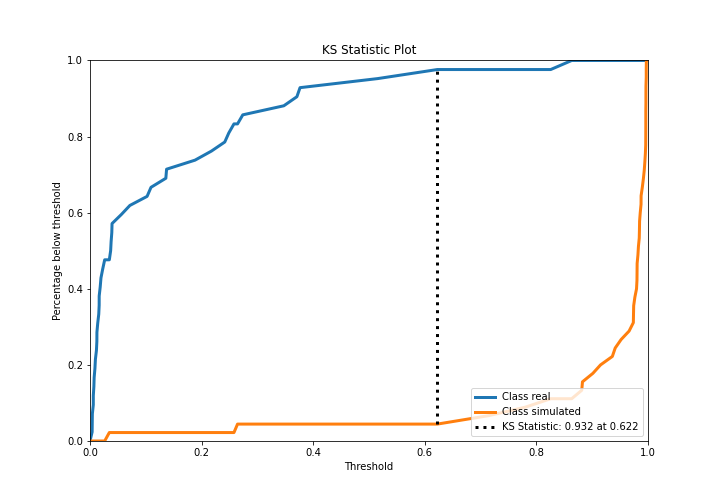 KS Statistic Plot
1.0
0.8
0.6
0.4
0.2
0.0
Percentage below threshold
0.0 0.2 0.4 0.6 0.8 1.0
Threshold
Class real
Class simulated
KS Statistic: 0.932 at 0.622